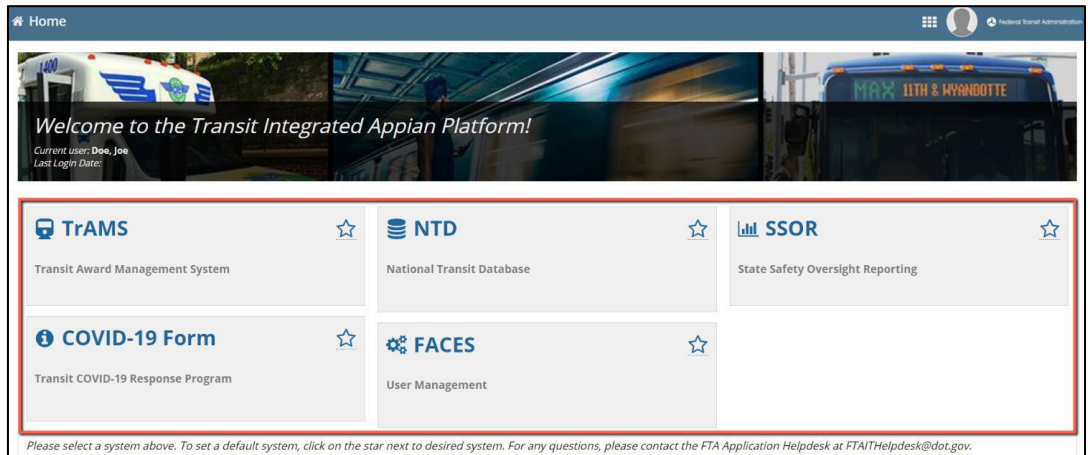 Home
Federal Transit Administration
1400
MAX 11TH & WYANDOTTE
Welcome to the Transit Integrated Appian Platform!
Current user: Doe, Joe
Last Login Date:
TrAMS
Transit Award Management System
NTD
National Transit Database
SSOR
State Safety Oversight Reporting
COVID-19 Form
Transit COVID-19 Response Program
FACES
User Management
Please select a system above. To set a default system, click on the star next to desired system. For any questions, please contact the FTA Application Helpdesk at FTAITHelpdesk@dot.gov.